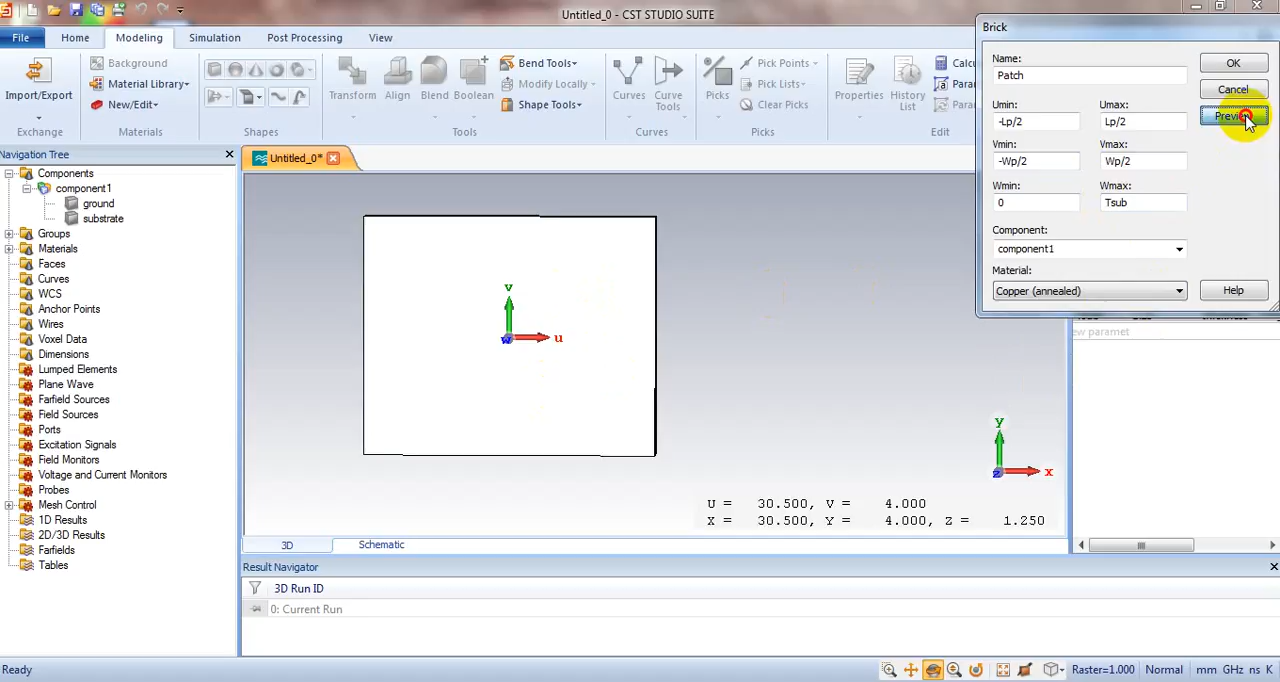 Untitled_0 - CST STUDIO SUITE
File Home Modeling Simulation Post Processing View
Import/Export
Exchange
Background
Material Library
New/Edit
Materials
Shapes
Transform Align Blend Boolean
Bend Tools
Modify Locally
Shape Tools
Tools
Curves Curve Tools
Curves
Picks
Pick Points
Pick Lists
Clear Picks
Picks
Properties History List
Calcu
Para
Para
Edit
Navigation Tree
Untitled_0*
Components
component1
ground
substrate
Groups
Materials
Faces
Curves
WCS
Anchor Points
Wires
Voxel Data
Dimensions
Lumped Elements
Plane Wave
Farfield Sources
Field Sources
Ports
Excitation Signals
Field Monitors
Voltage and Current Monitors
Probes
Mesh Control
1D Results
2D/3D Results
Farfields
Tables
v
w u
y
z x
U = 30.500, V = 4.000
X = 30.500, Y = 4.000, Z = 1.250
3D Schematic
Result Navigator
3D Run ID
0: Current Run
Brick
Name:
Patch
OK
Cancel
Umin: Umax:
-Lp/2 Lp/2
Vmin: Vmax:
-Wp/2 Wp/2
Wmin: Wmax:
0 Tsub
Component:
component1
Material:
Copper (annealed)
Help
ew paramet
Ready
Raster=1.000 Normal mm GHz ns K